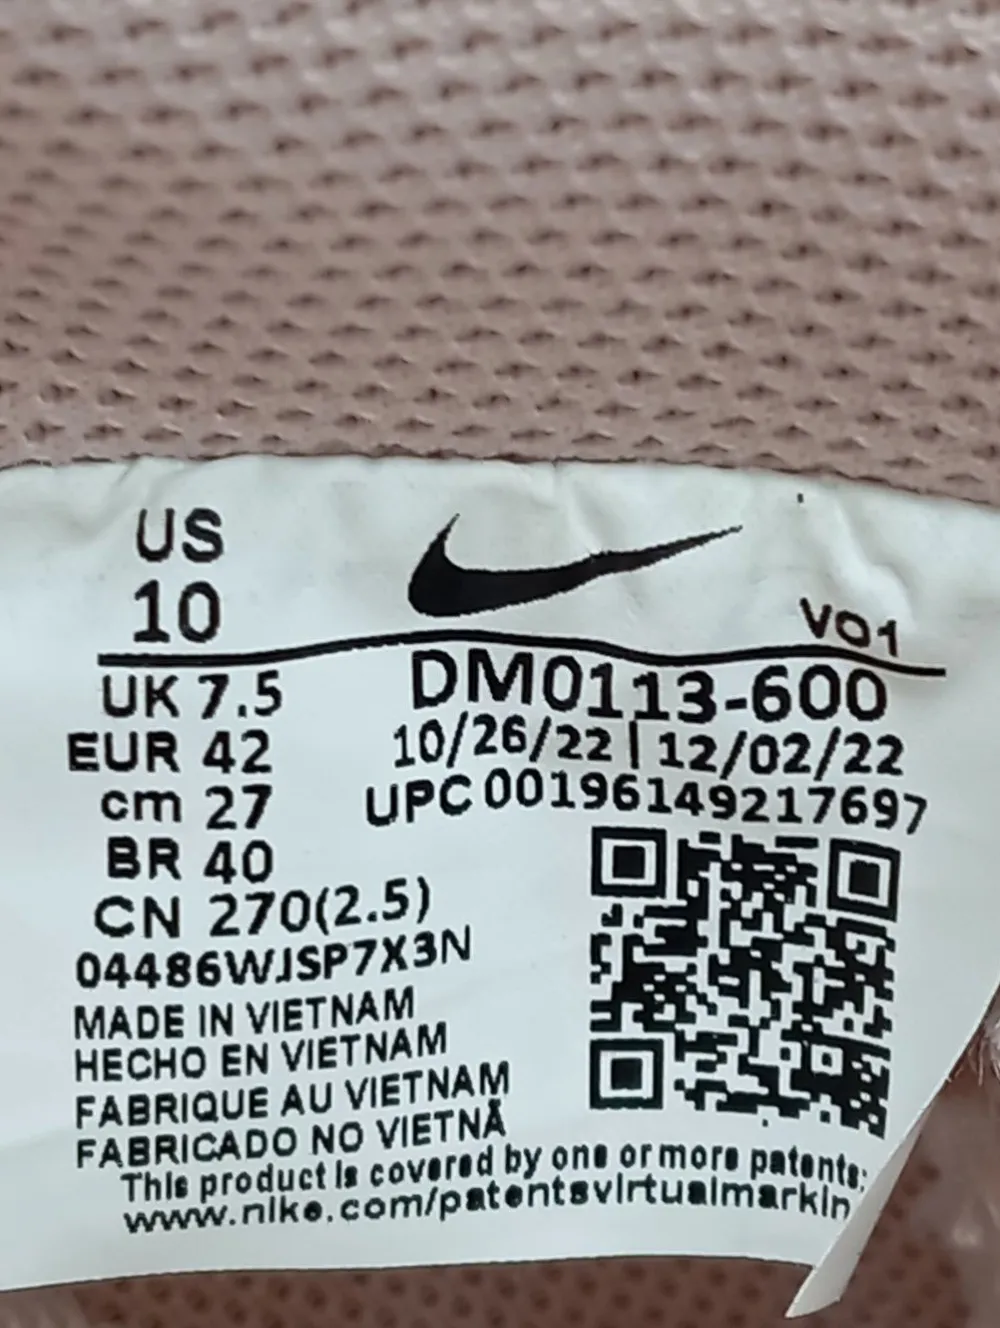 US
10
VO1
UK 7.5
DM0113-600
EUR 42
10/26/22 | 12/02/22
cm 27
UPC 00196149217697
BR 40
CN 270(2.5)
04486WJSP7X3N
MADE IN VIETNAM
HECHO EN VIETNAM
FABRIQUE AU VIETNAM
FABRICADO NO VIETNÃ
This product is covered by one or more patents:
www.nike.com/patentsvirtualmarkin